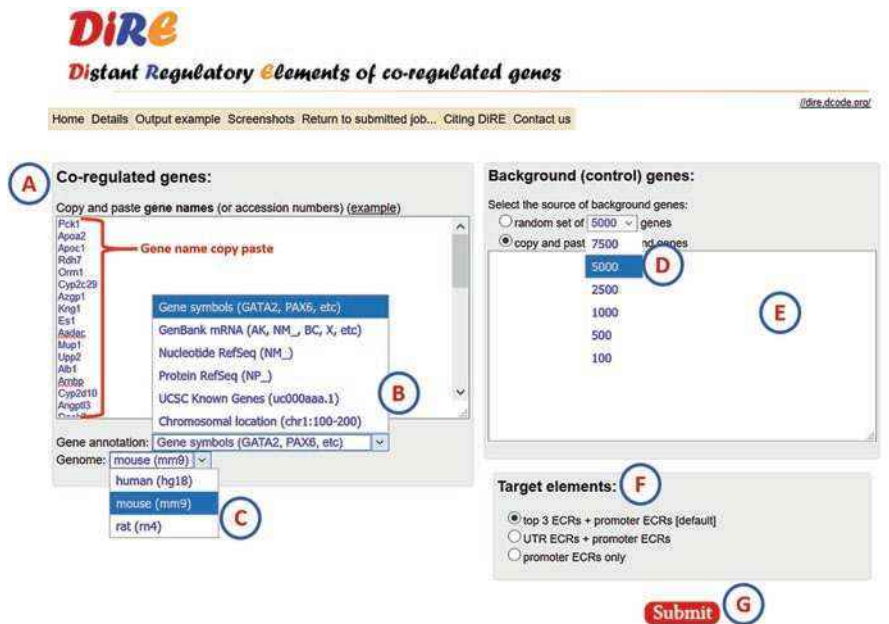 DiRE
Distant Regulatory Elements of co-regulated genes
//dire.dcode.org/
Home Details Output example Screenshots Return to submitted job... Citing DiRE Contact us
A
Co-regulated genes:
Copy and paste gene names (or accession numbers) (example)
Pck1
Apoa2
Apoc1
Rdh7
Orm1
Cyp2c29
Azgp1
Kng1
Es1
Aadac
Mup1
Upp2
Alb1
Ambp
Cyp2d10
Angptl3
Gene name copy paste
Gene symbols (GATA2, PAX6, etc)
GenBank mRNA (AK, NM_, BC, X, etc)
Nucleotide RefSeq (NM_)
Protein RefSeq (NP_)
UCSC Known Genes (uc000aaa.1)
Chromosomal location (chr1:100-200)
B
Gene annotation: Gene symbols (GATA2, PAX6, etc)
Genome: mouse (mm9)
human (hg18)
mouse (mm9)
rat (rn4)
C
Background (control) genes:
Select the source of background genes:
random set of 5000 genes
copy and past nd genes
7500
5000
2500
1000
500
100
D
E
Target elements:
F
top 3 ECRs + promoter ECRs [default]
UTR ECRs + promoter ECRs
promoter ECRs only
Submit
G